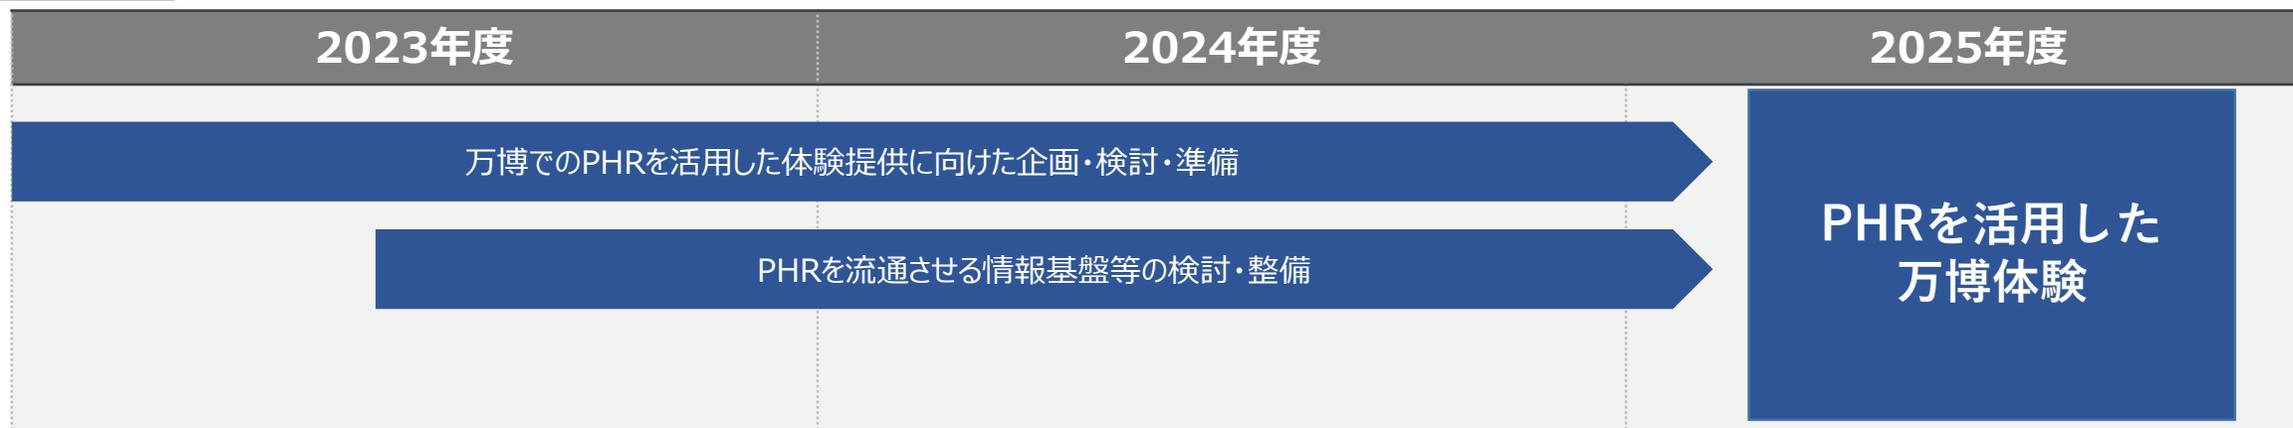 2023年度
2024年度
2025年度
万博でのPHRを活用した体験提供に向けた企画・検討・準備
PHRを流通させる情報基盤等の検討・整備
PHRを活用した
万博体験